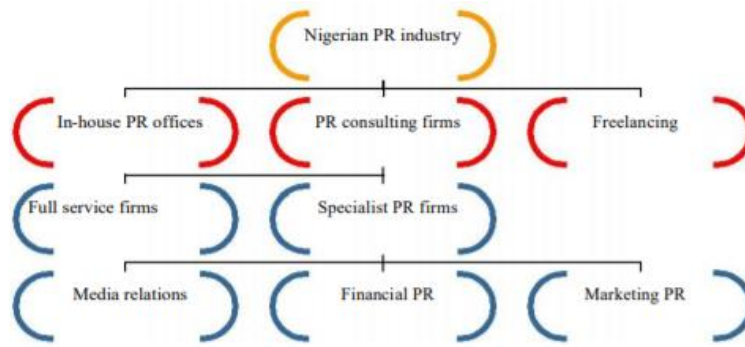 Nigerian PR industry
In-house PR offices
PR consulting firms
Freelancing
Full service firms
Specialist PR firms
Media relations
Financial PR
Marketing PR